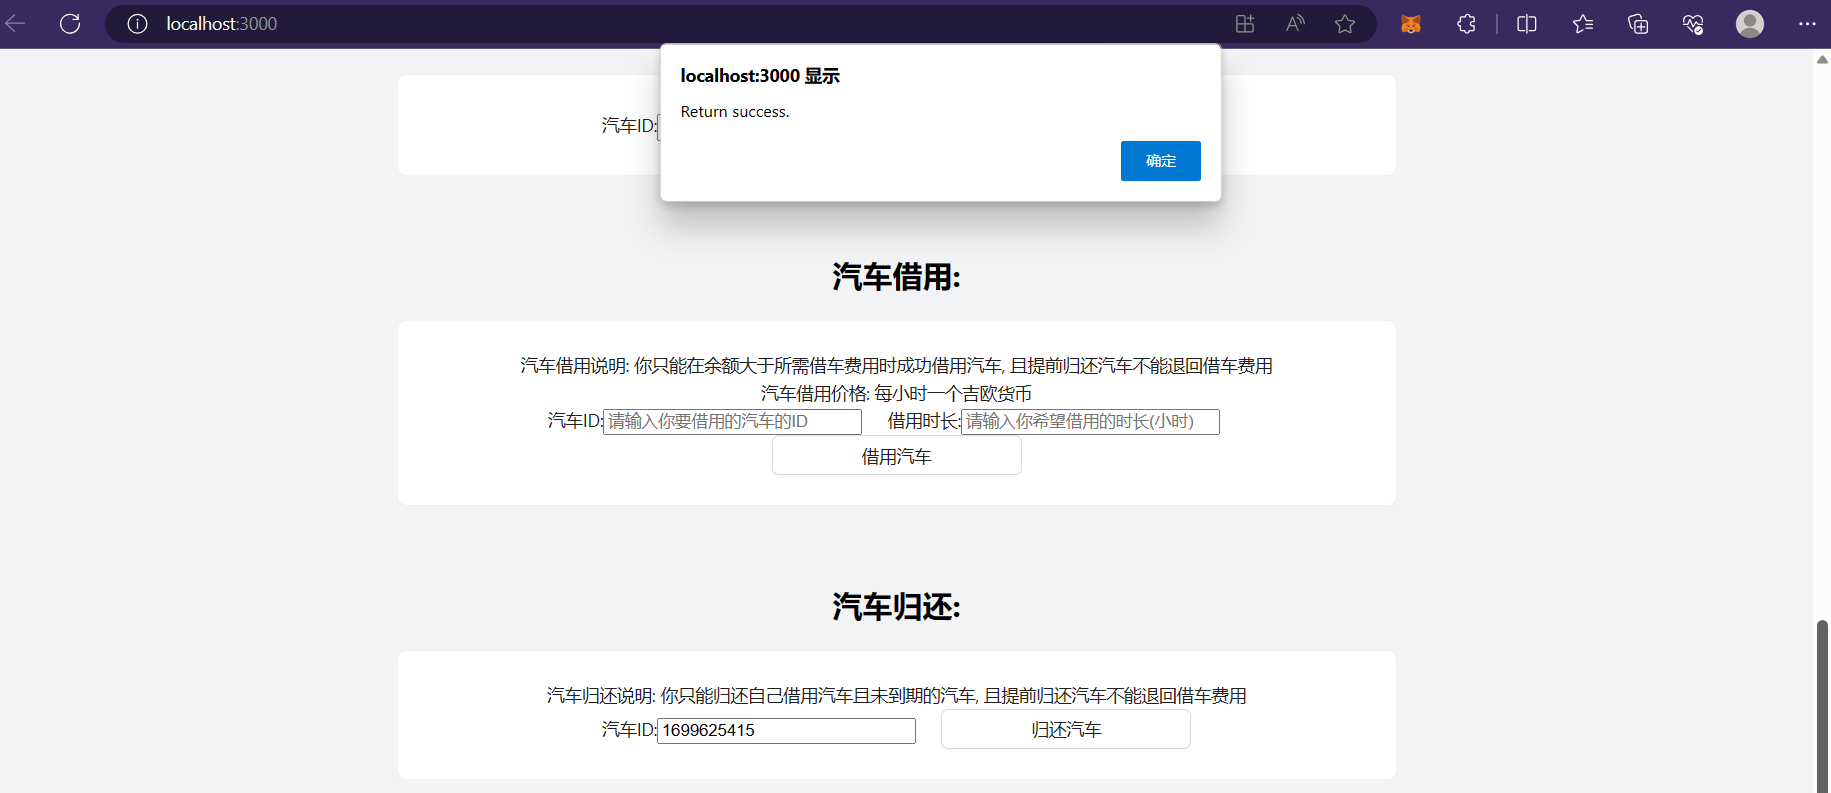 localhost:3000
localhost:3000 显示
Return success.
确定
汽车ID:
汽车借用:
汽车借用说明: 你只能在余额大于所需借车费用时成功借用汽车, 且提前归还汽车不能退回借车费用
汽车借用价格: 每小时一个吉欧货币
汽车ID: 请输入你要借用的汽车的ID 借用时长: 请输入你希望借用的时长(小时)
借用汽车
汽车归还:
汽车归还说明: 你只能归还自己借用汽车且未到期的汽车, 且提前归还汽车不能退回借车费用
汽车ID: 1699625415 归还汽车